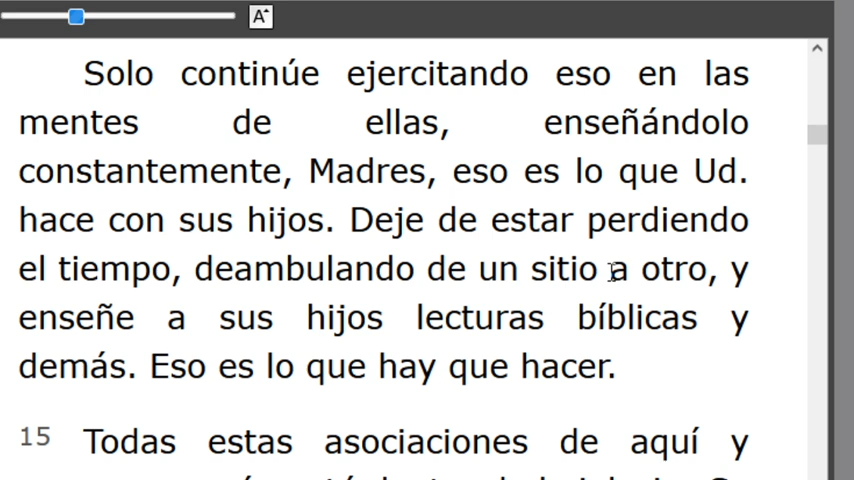 A
Solo continúe ejercitando eso en las
mentes de ellas, enseñándolo
constantemente, Madres, eso es lo que Ud.
hace con sus hijos. Deje de estar perdiendo
el tiempo, deambulando de un sitio a otro, y
enseñe a sus hijos lecturas bíblicas y
demás. Eso es lo que hay que hacer.
15 Todas estas asociaciones de aquí y